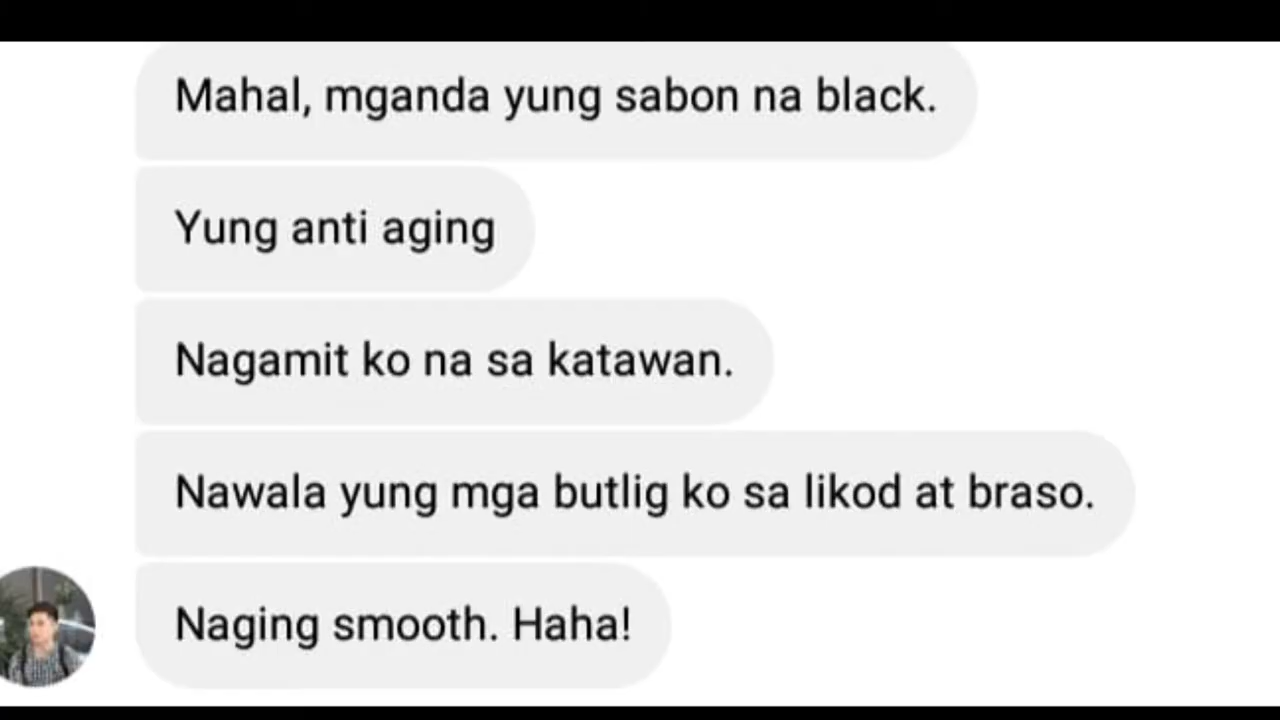 Mahal, mganda yung sabon na black.
Yung anti aging
Nagamit ko na sa katawan.
Nawala yung mga butlig ko sa likod at braso.
Naging smooth. Haha!